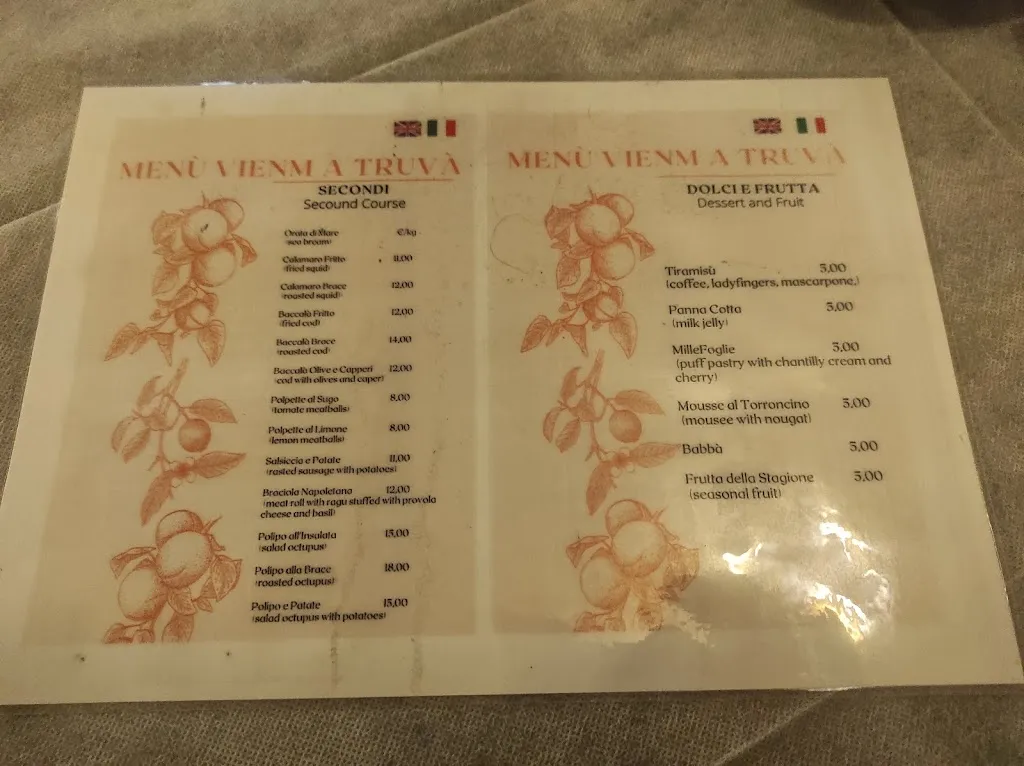 MENÙ VIENM A TRUVÀ
SECONDI
Secound Course
Orata di Mare €/kg
(sea bream)
Calamaro Fritto 11,00
(fried squid)
Calamaro Brace 12,00
(roasted squid)
Baccalà Fritto 12,00
(fried cod)
Baccalà Brace 14,00
(roasted cod)
Baccalà Olive e Capperi 12,00
(cod with olives and caper)
Polpette al Sugo 8,00
(tomate meatballs)
Polpette al Limone 8,00
(lemon meatballs)
Salsiccia e Patate 11,00
(rasted sausage with potatoes)
Braciola Napoletana 12,00
(meat roll with ragu stuffed with provola
cheese and basil)
Polipo all'Insalata 15,00
(salad octupus)
Polipo alla Brace 18,00
(roasted octupus)
Polipo e Patate 15,00
(salad octupus with potatoes)
MENÙ VIENM A TRUVÀ
DOLCI E FRUTTA
Dessert and Fruit
Tiramisù 5,00
(coffee, ladyfingers, mascarpone,)
Panna Cotta 5,00
(milk jelly)
MilleFoglie 5,00
(puff pastry with chantilly cream and
cherry)
Mousse al Torroncino 5,00
(mousee with nougat)
Babbà 5,00
Frutta della Stagione 5,00
(seasonal fruit)